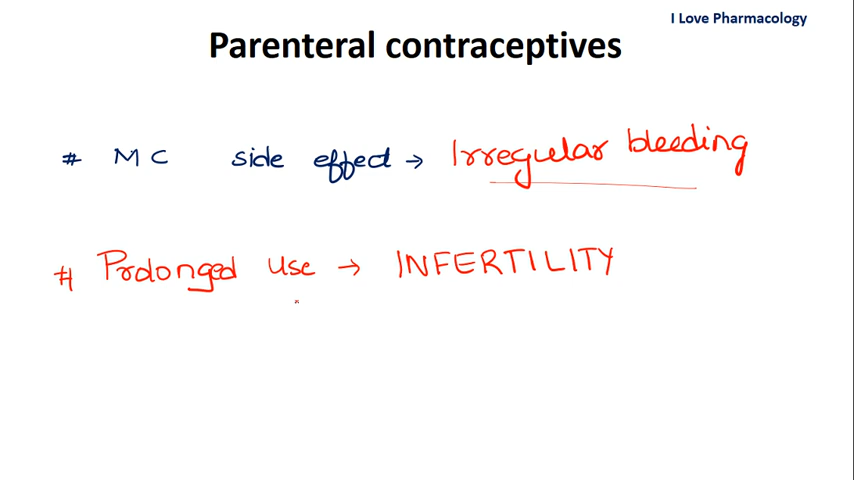 I Love Pharmacology
Parenteral contraceptives
# MC side effect → Irregular bleeding
# Prolonged use → INFERTILITY